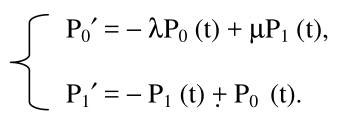 P₀′ = – λP₀ (t) + μP₁ (t),
P₁′ = – P₁ (t) + P₀ (t).